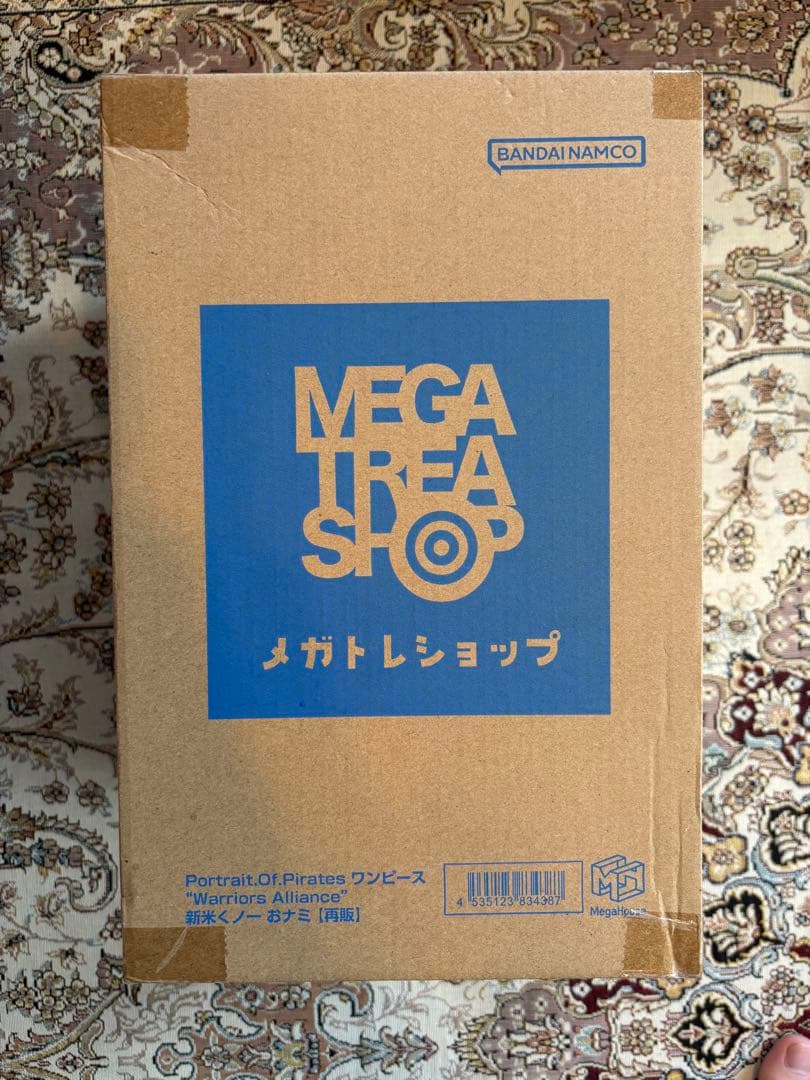 BANDAI NAMCO
MEGA
TREA
SHOP
メガトレショップ
Portrait.Of.Pirates ワンピース
"Warriors Alliance"
新米くノ一 おナミ【再販】
4 535123 834387
MegaHouse